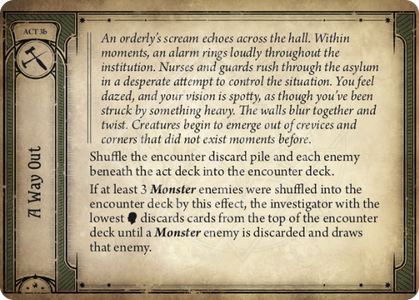 ACT 3b
A Way Out
An orderly's scream echoes across the hall. Within
moments, an alarm rings loudly throughout the
institution. Nurses and guards rush through the asylum
in a desperate attempt to control the situation. You feel
dazed, and your vision is spotty, as though you've been
struck by something heavy. The walls blur together and
twist. Creatures begin to emerge out of crevices and
corners that did not exist moments before.
Shuffle the encounter discard pile and each enemy
beneath the act deck into the encounter deck.
If at least 3 Monster enemies were shuffled into the
encounter deck by this effect, the investigator with the
lowest discards cards from the top of the encounter
deck until a Monster enemy is discarded and draws
that enemy.